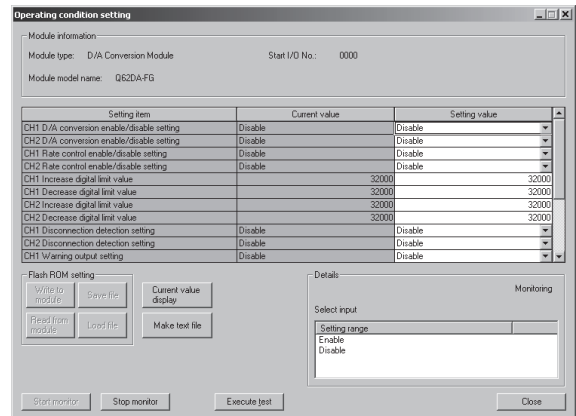 Operating condition setting
Module information
Module type: D/A Conversion Module Start I/O No.: 0000
Module model name: Q62DA-FG
Setting item Current value Setting value
CH1 D/A conversion enable/disable setting Disable Disable
CH2 D/A conversion enable/disable setting Disable Disable
CH1 Rate control enable/disable setting Disable Disable
CH2 Rate control enable/disable setting Disable Disable
CH1 Increase digital limit value 32000 32000
CH1 Decrease digital limit value 32000 32000
CH2 Increase digital limit value 32000 32000
CH2 Decrease digital limit value 32000 32000
CH1 Disconnection detection setting Disable Disable
CH2 Disconnection detection setting Disable Disable
CH1 Warning output setting Disable Disable
Flash ROM setting
Write to module
Save file
Current value display
Read from module
Load file
Make text file
Details
Monitoring
Select input
Setting range
Enable
Disable
Start monitor Stop monitor Execute test Close